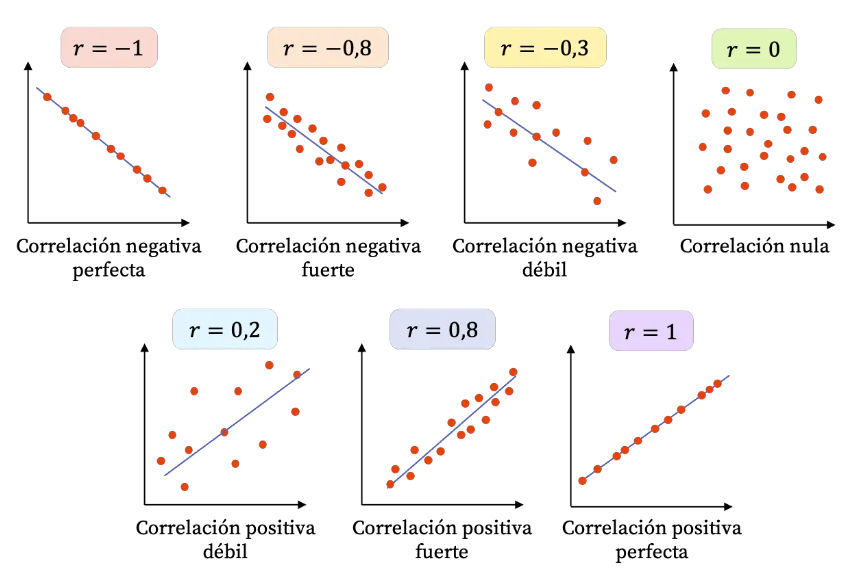 r = −1
r = −0,8
r = −0,3
r = 0
Correlación negativa
perfecta
Correlación negativa
fuerte
Correlación negativa
débil
Correlación nula
r = 0,2
r = 0,8
r = 1
Correlación positiva
débil
Correlación positiva
fuerte
Correlación positiva
perfecta